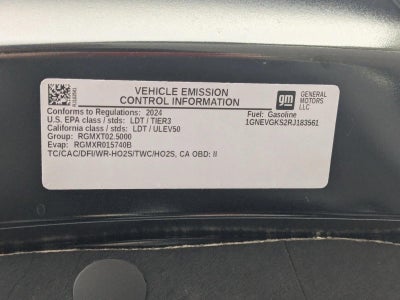 VEHICLE EMISSION
CONTROL INFORMATION
gm
GENERAL
MOTORS
LLC
Conforms to Regulations: 2024
Fuel: Gasoline
U.S. EPA class / stds: LDT / TIER3
1GNEVGKS2RJ183561
California class / stds: LDT / ULEV50
Group: RGMXT02.5000
Evap: RGMXR015740B
TC/CAC/DFI/WR-HO2S/TWC/HO2S, CA OBD: II